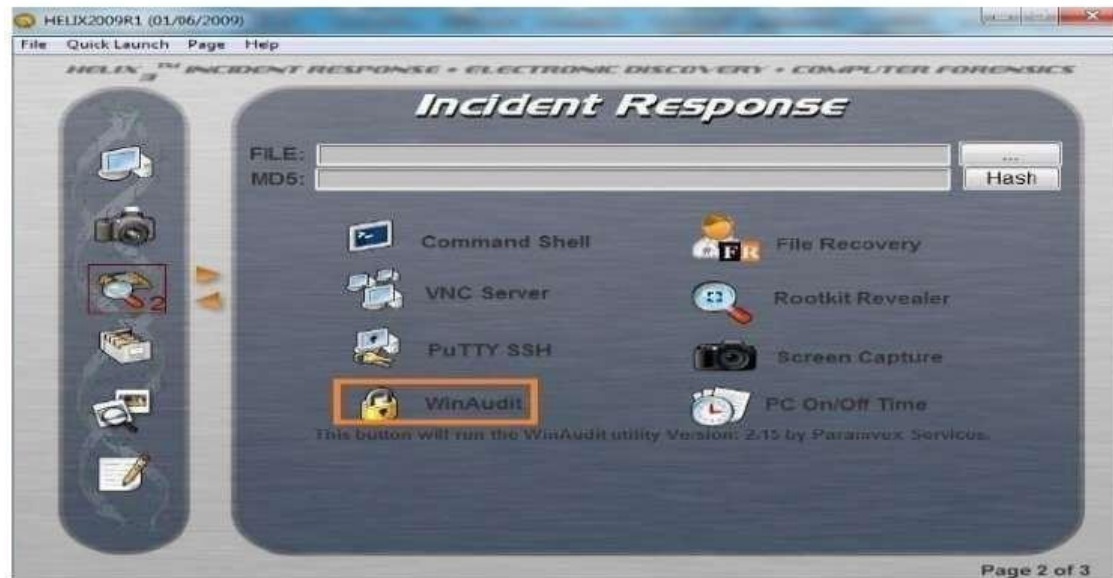 HELIX2009R1 (01/06/2009)
File Quick Launch Page Help
HELIX3™ INCIDENT RESPONSE • ELECTRONIC DISCOVERY • COMPUTER FORENSICS
Incident Response
FILE: ...
MD5: Hash
Command Shell File Recovery
VNC Server Rootkit Revealer
PuTTY SSH Screen Capture
WinAudit PC On/Off Time
This button will run the WinAudit utility Version: 2.15 by Paramvex Services.
2
Page 2 of 3